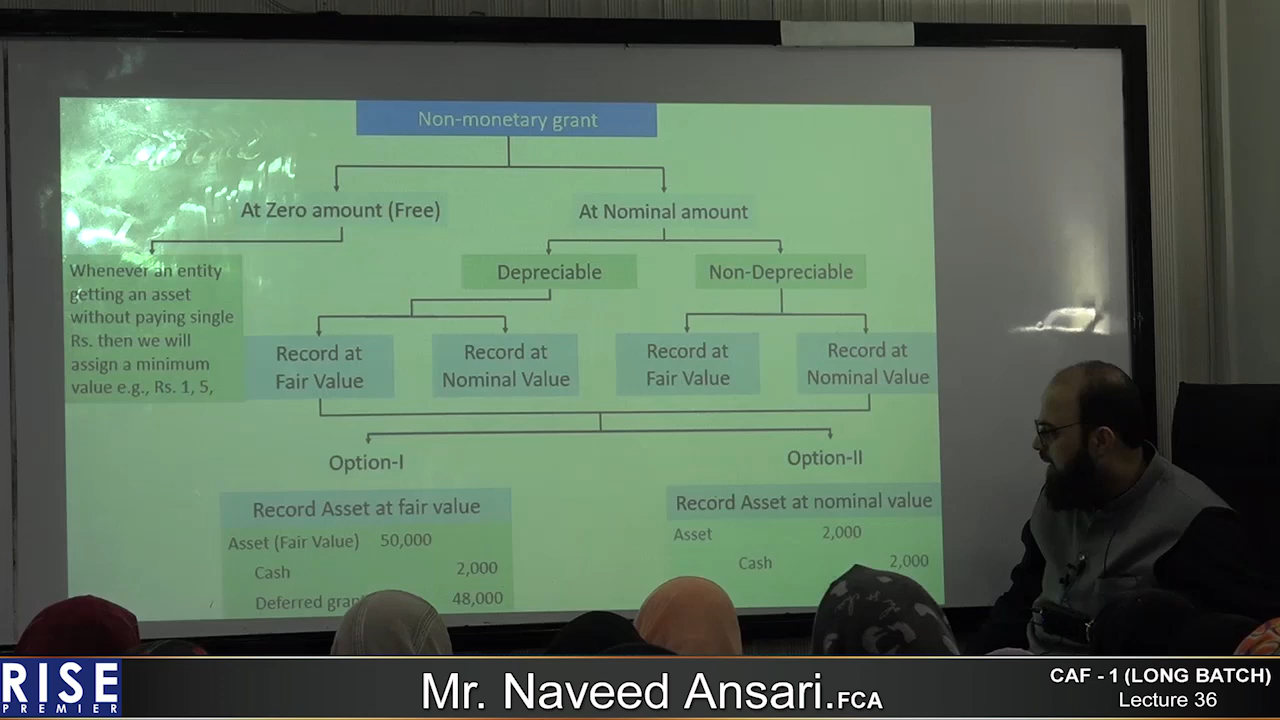 Non-monetary grant
At Zero amount (Free)
At Nominal amount
Whenever an entity
getting an asset
without paying single
Rs. then we will
assign a minimum
value e.g., Rs. 1, 5,
Depreciable
Non-Depreciable
Record at
Fair Value
Record at
Nominal Value
Record at
Fair Value
Record at
Nominal Value
Option-I
Option-II
Record Asset at fair value
Asset (Fair Value) 50,000
Cash 2,000
Deferred 48,000
Record Asset at nominal value
Asset 2,000
Cash 2,000
RISE
PREMIER
Mr. Naveed Ansari.FCA
CAF - 1 (LONG BATCH)
Lecture 36